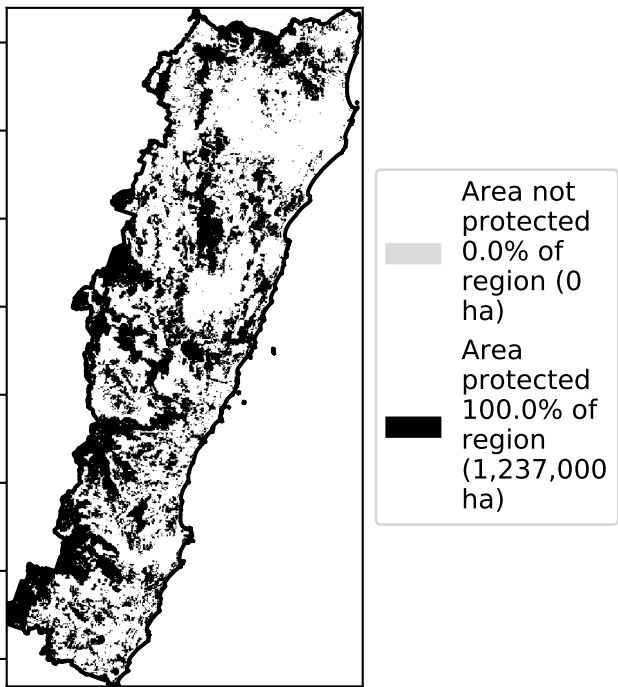 Area not
protected
0.0% of
region (0
ha)
Area
protected
100.0% of
region
(1,237,000
ha)